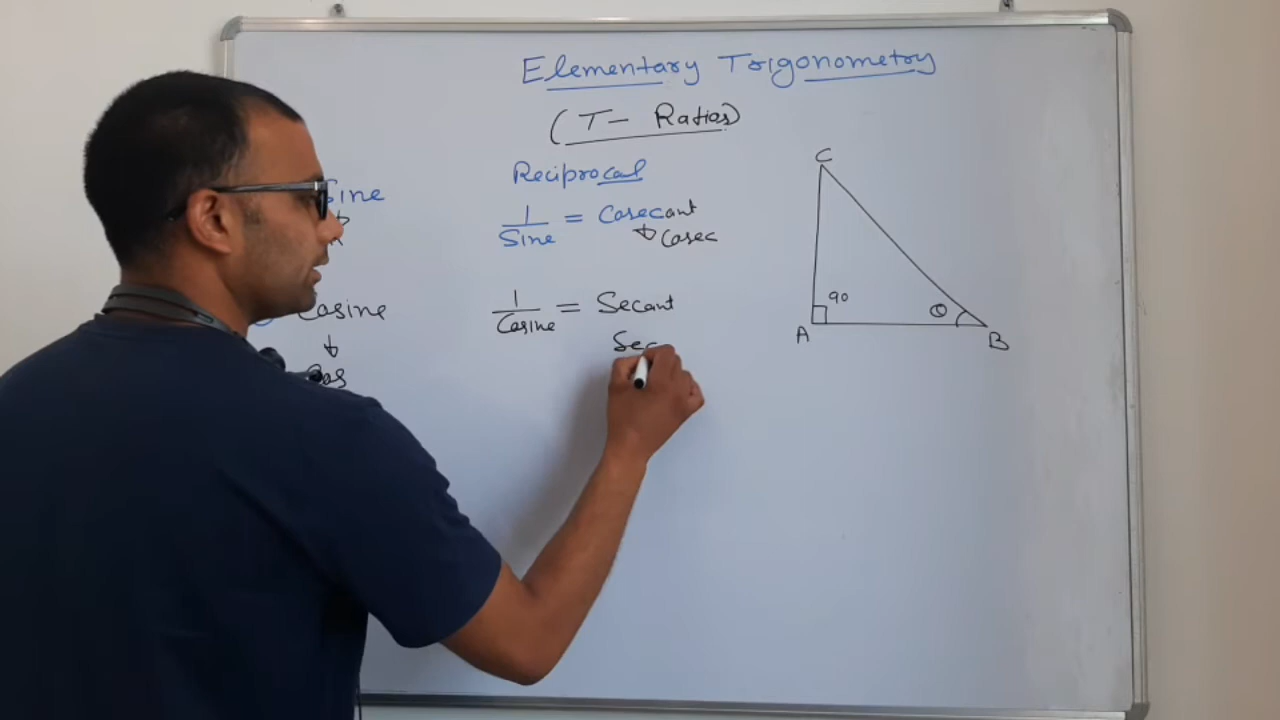 Elementary Trigonometry
(T- Ratios)
Sine
Cosine
Cos
Reciprocal
1/Sine = Cosecant
Cosec
1/Cosine = Secant
Sec
C
90
θ
A
B